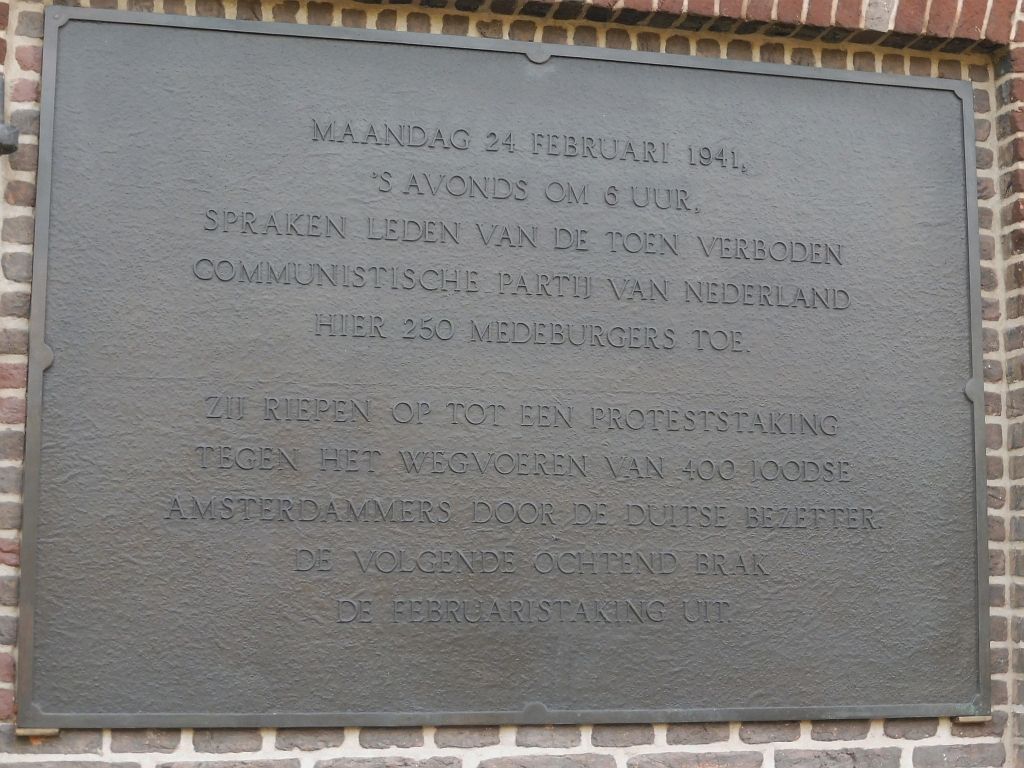 MAANDAG 24 FEBRUARI 1941,
'S AVONDS OM 6 UUR,
SPRAKEN LEDEN VAN DE TOEN VERBODEN
COMMUNISTISCHE PARTIJ VAN NEDERLAND
HIER 250 MEDEBURGERS TOE.
ZIJ RIEPEN OP TOT EEN PROTESTSTAKING
TEGEN HET WEGVOEREN VAN 400 JOODSE
AMSTERDAMMERS DOOR DE DUITSE BEZETTER.
DE VOLGENDE OCHTEND BRAK
DE FEBRUARISTAKING UIT.